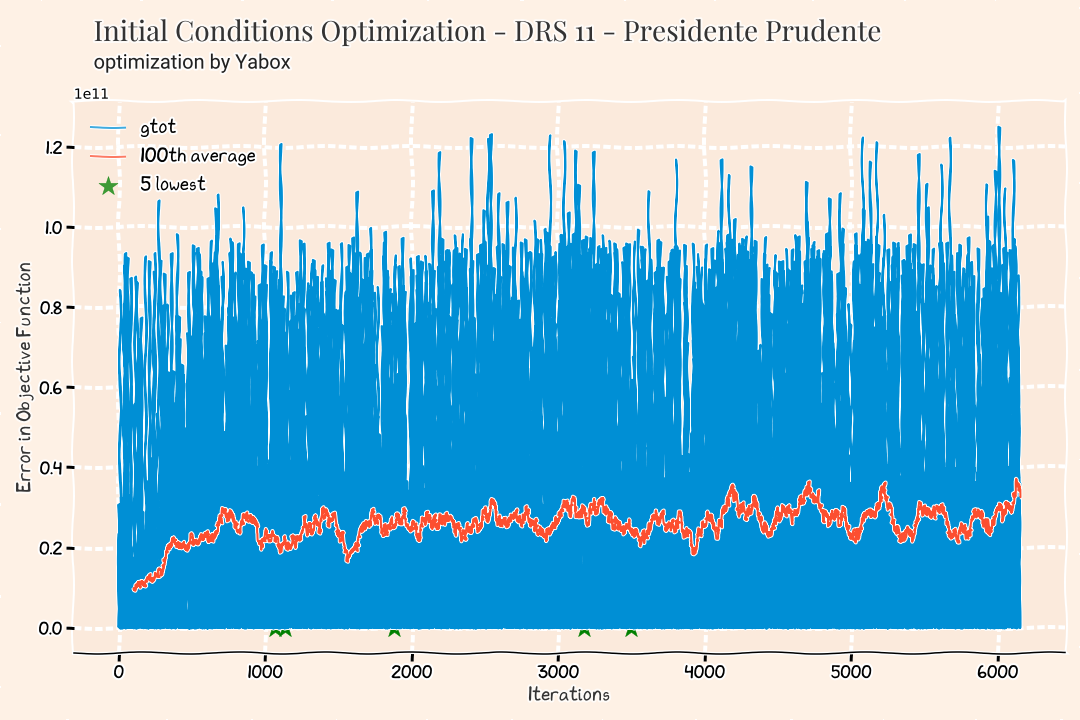 Initial Conditions Optimization - DRS 11 - Presidente Prudente
optimization by Yabox
1e11
gtot
100th average
5 lowest
1.2
1.0
0.8
0.6
0.4
0.2
0.0
Error in Objective Function
0 1000 2000 3000 4000 5000 6000
Iterations